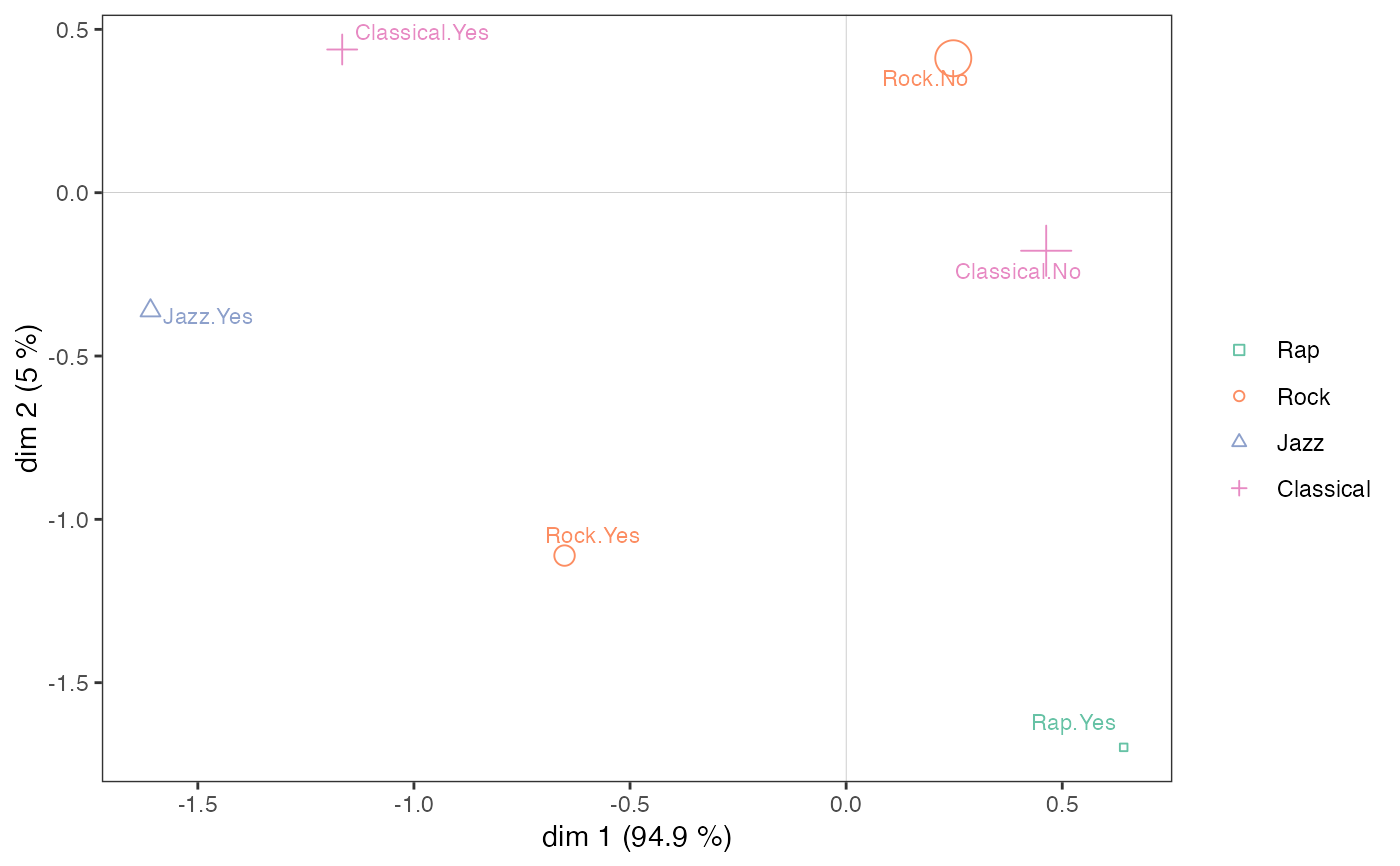 0.5
Classical.Yes
Rock.No
0.0
Classical.No
Jazz.Yes
-0.5
Rap
Rock
Jazz
Classical
dim 2 (5 %)
-1.0
Rock.Yes
-1.5
Rap.Yes
-1.5
-1.0
-0.5
0.0
0.5
dim 1 (94.9 %)